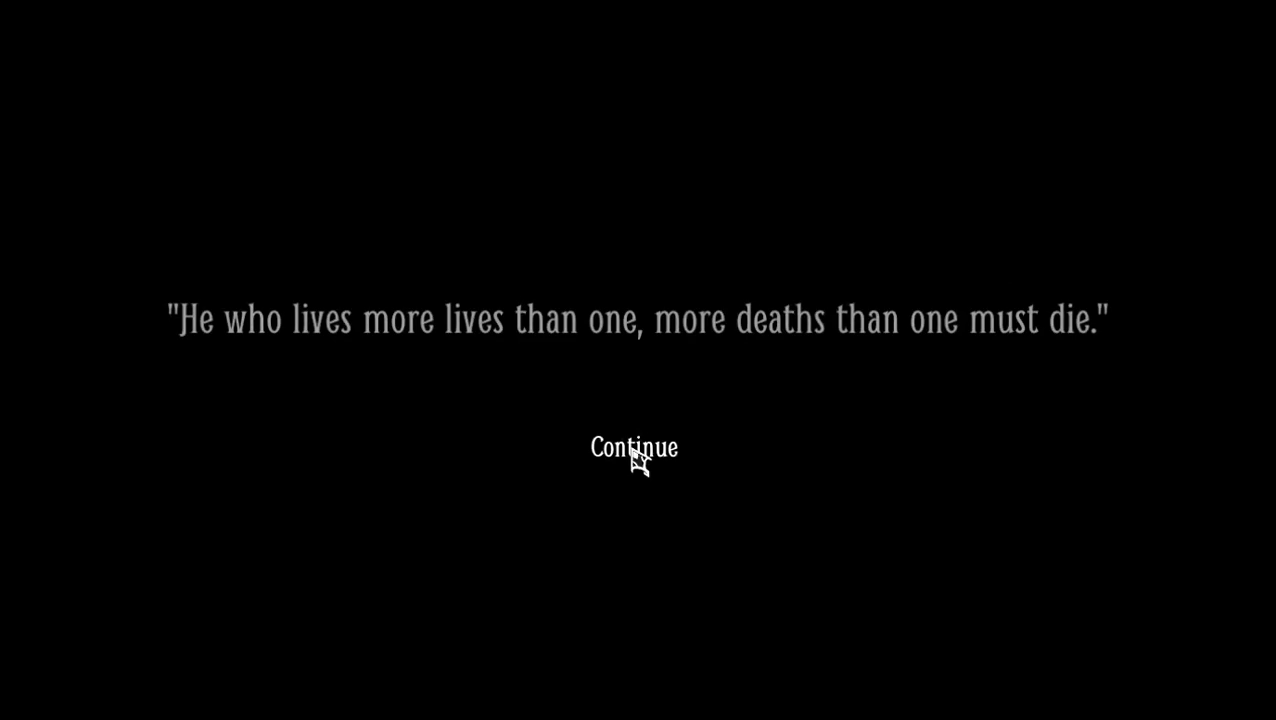 "He who lives more lives than one, more deaths than one must die."
Continue